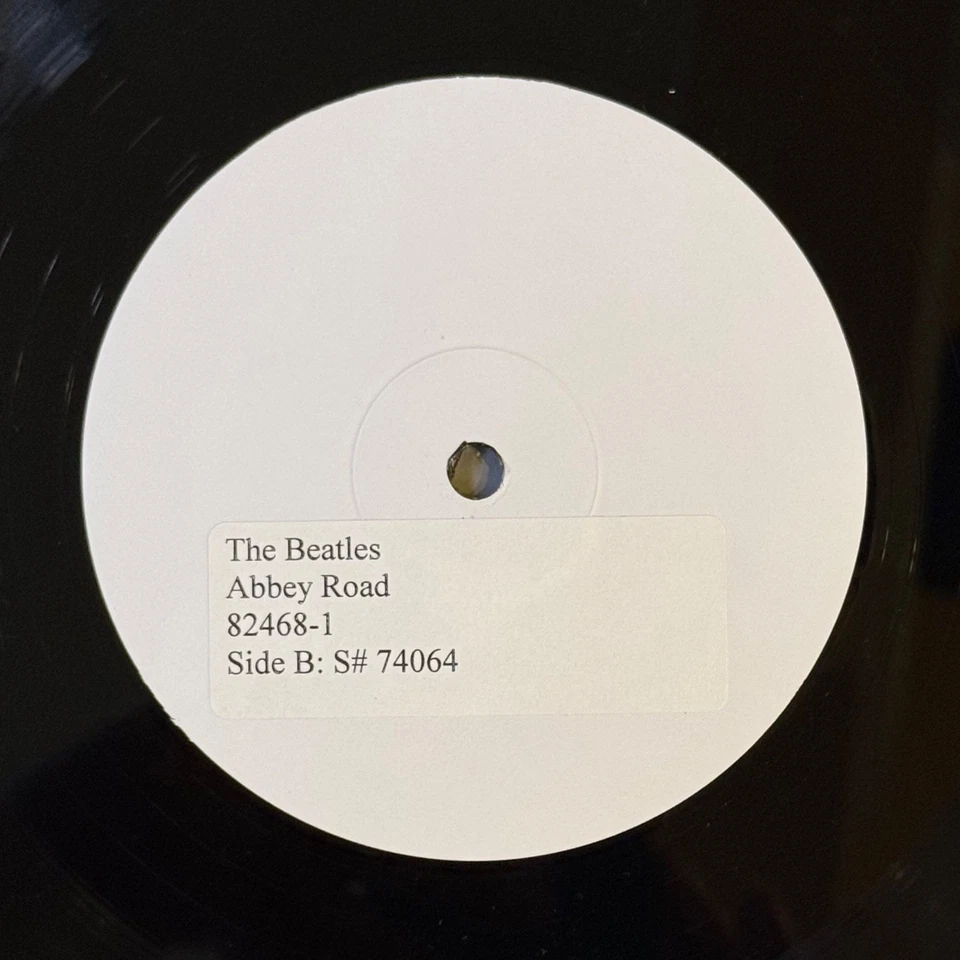 The Beatles
Abbey Road
82468-1
Side B: S# 74064